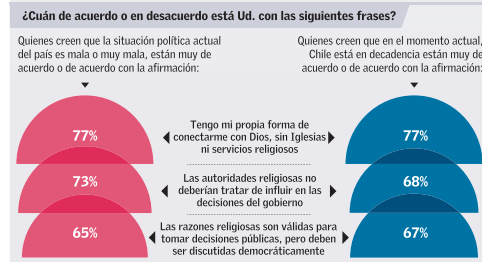 ¿Cuán de acuerdo o en desacuerdo está Ud. con las siguientes frases?
Quienes creen que la situación política actual
del país es mala o muy mala, están muy de
acuerdo o de acuerdo con la afirmación:
Quienes creen que en el momento actual,
Chile está en decadencia están muy de
acuerdo o de acuerdo con la afirmación:
77%
Tengo mi propia forma de
conectarme con Dios, sin Iglesias
ni servicios religiosos
77%
73%
Las autoridades religiosas no
deberían tratar de influir en las
decisiones del gobierno
68%
65%
Las razones religiosas son válidas para
tomar decisiones públicas, pero deben
ser discutidas democráticamente
67%